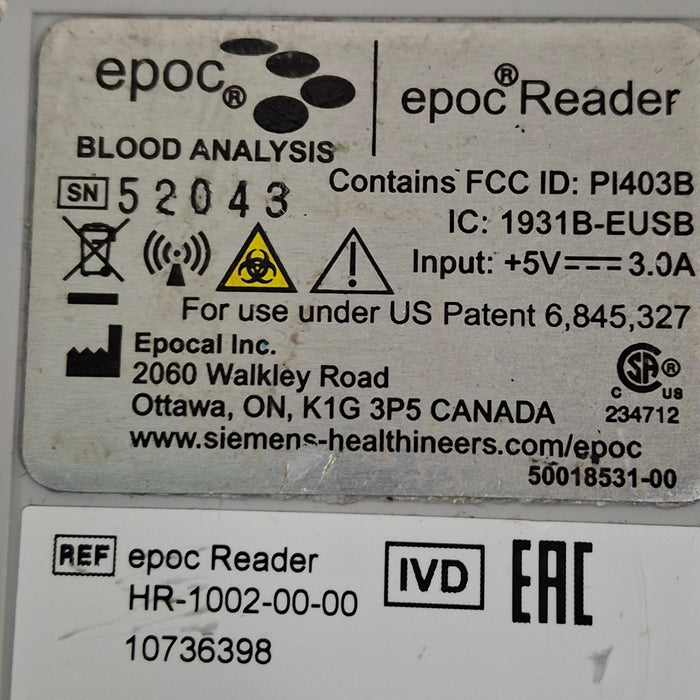 epoc® | epoc® Reader
BLOOD ANALYSIS
SN 52043
Contains FCC ID: PI403B
IC: 1931B-EUSB
Input: +5V⎓3.0A
For use under US Patent 6,845,327
Epocal Inc.
2060 Walkley Road
Ottawa, ON, K1G 3P5 CANADA
www.siemens-healthineers.com/epoc
C SA ® US
234712
50018531-00
REF epoc Reader
HR-1002-00-00
10736398
IVD
EAC